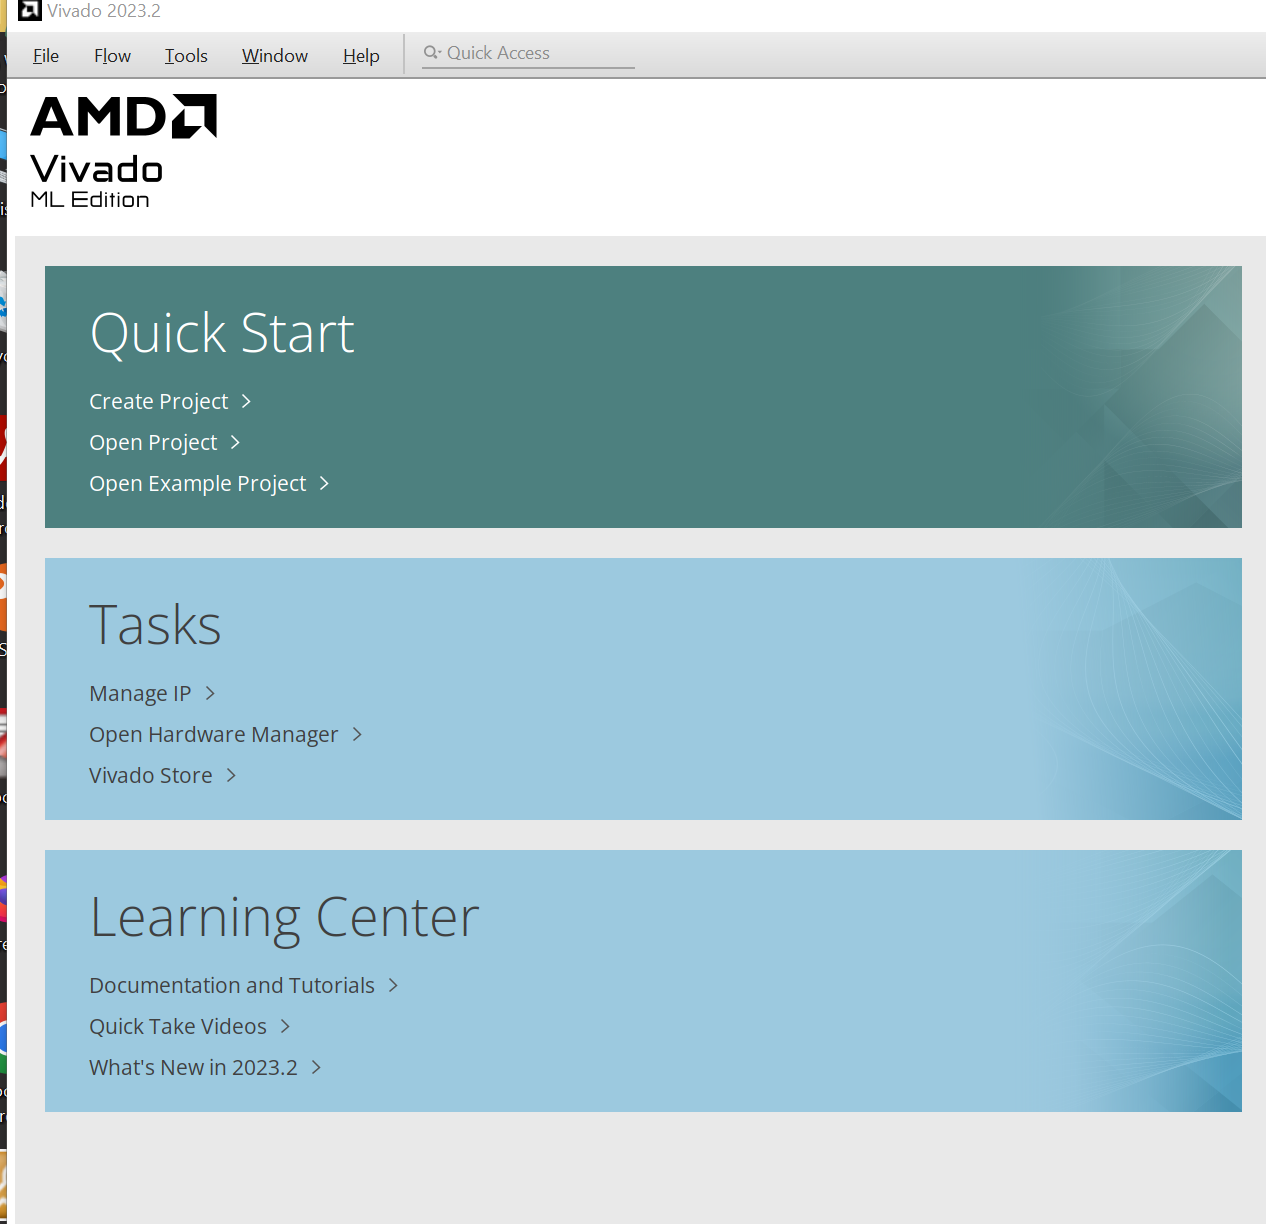 Vivado 2023.2
File Flow Tools Window Help Quick Access
AMD
Vivado
ML Edition
Quick Start
Create Project
Open Project
Open Example Project
Tasks
Manage IP
Open Hardware Manager
Vivado Store
Learning Center
Documentation and Tutorials
Quick Take Videos
What's New in 2023.2